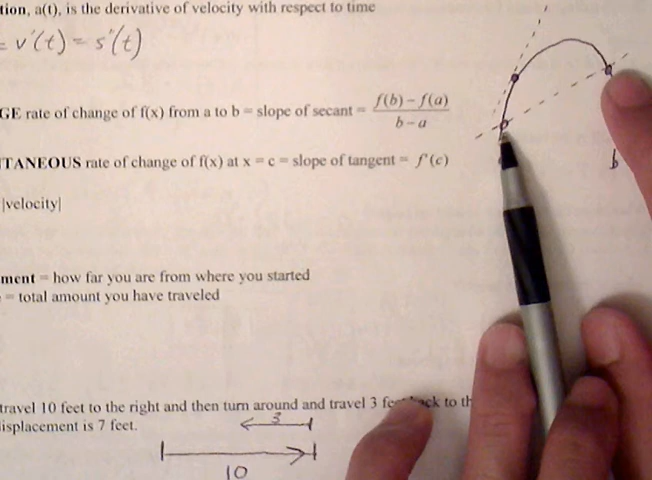 tion, a(t), is the derivative of velocity with respect to time
= v'(t) = s''(t)
GE rate of change of f(x) from a to b = slope of secant = f(b) – f(a) / b – a
TANEOUS rate of change of f(x) at x = c = slope of tangent = f'(c)
b
|velocity|
ment = how far you are from where you started
= total amount you have traveled
travel 10 feet to the right and then turn around and travel 3 back to th
isplacement is 7 feet.
3
10